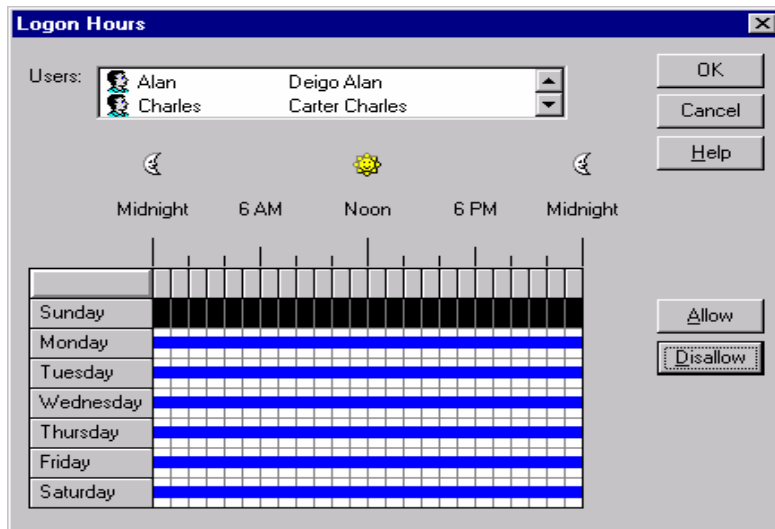 Logon Hours
Users:
Alan Deigo Alan
Charles Carter Charles
OK
Cancel
Help
Midnight 6 AM Noon 6 PM Midnight
Sunday
Monday
Tuesday
Wednesday
Thursday
Friday
Saturday
Allow
Disallow